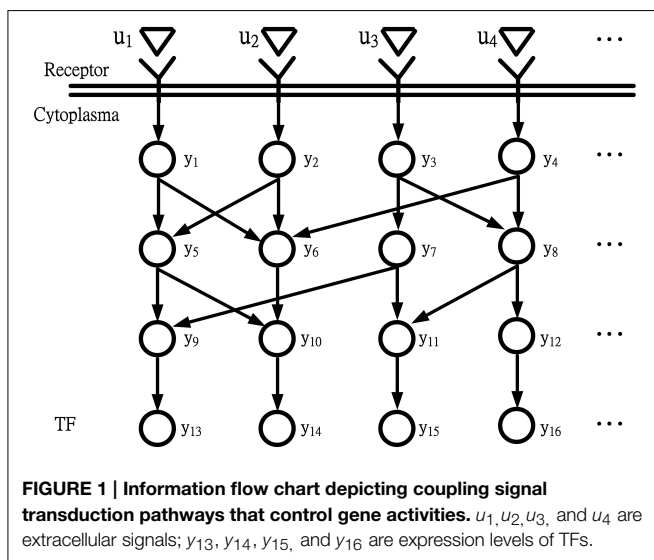 u1 u2 u3 u4 ...
Receptor
Cytoplasma
y1 y2 y3 y4 ...
y5 y6 y7 y8 ...
y9 y10 y11 y12 ...
TF y13 y14 y15 y16 ...
FIGURE 1 | Information flow chart depicting coupling signal
transduction pathways that control gene activities. u1, u2, u3, and u4 are
extracellular signals; y13, y14, y15, and y16 are expression levels of TFs.